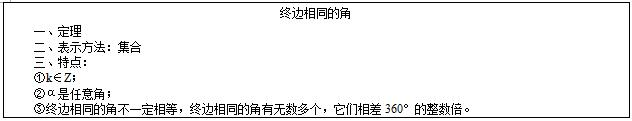 终边相同的角
一、定理
二、表示方法：集合
三、特点：
①k∈Z；
②α是任意角；
③终边相同的角不一定相等，终边相同的角有无数多个，它们相差 360° 的整数倍。